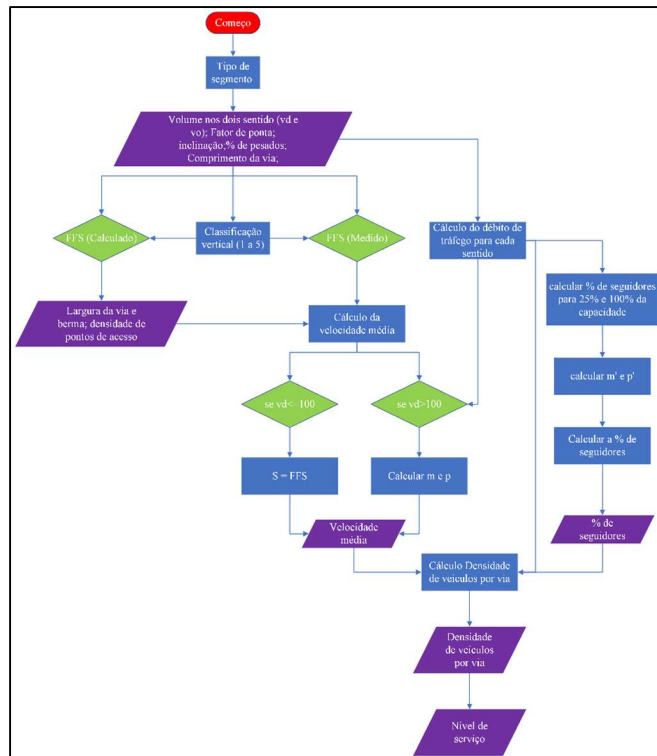 Começo
Tipo de
segmento
Volume nos dois sentido (vd e
vo); Fator de ponta;
inclinação;% de pesados;
Comprimento da via;
FFS (Calculado)
Classificação
vertical (1 a 5)
FFS (Medido)
Cálculo do débito de
tráfego para cada
sentido
calcular % de seguidores
para 25% e 100% da
capacidade
Largura da via e
berma; densidade de
pontos de acesso
Cálculo da
velocidade média
calcular m' e p'
se vd<=100
se vd>100
Calcular a % de
seguidores
S = FFS
Calcular m e p
Velocidade
média
% de
seguidores
Cálculo Densidade
de veiculos por via
Densidade
de veículos
por via
Nível de
serviço